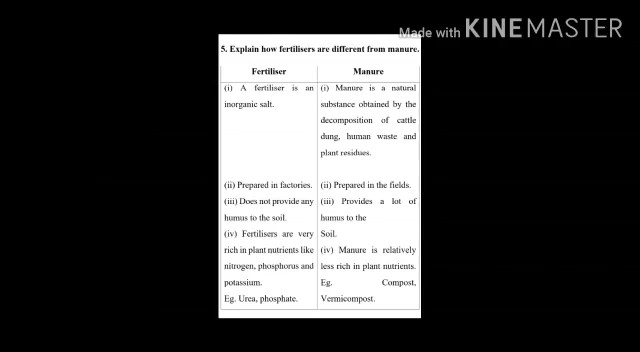 Made with KINEMASTER
5. Explain how fertilisers are different from manure.
Fertiliser
(i) A fertiliser is an
inorganic salt.
(ii) Prepared in factories.
(iii) Does not provide any
humus to the soil.
(iv) Fertilisers are very
rich in plant nutrients like
nitrogen, phosphorus and
potassium.
Eg. Urea, phosphate.
Manure
(i) Manure is a natural
substance obtained by the
decomposition of cattle
dung, human waste and
plant residues.
(ii) Prepared in the fields.
(iii) Provides a lot of
humus to the
Soil.
(iv) Manure is relatively
less rich in plant nutrients.
Eg. Compost,
Vermicompost.